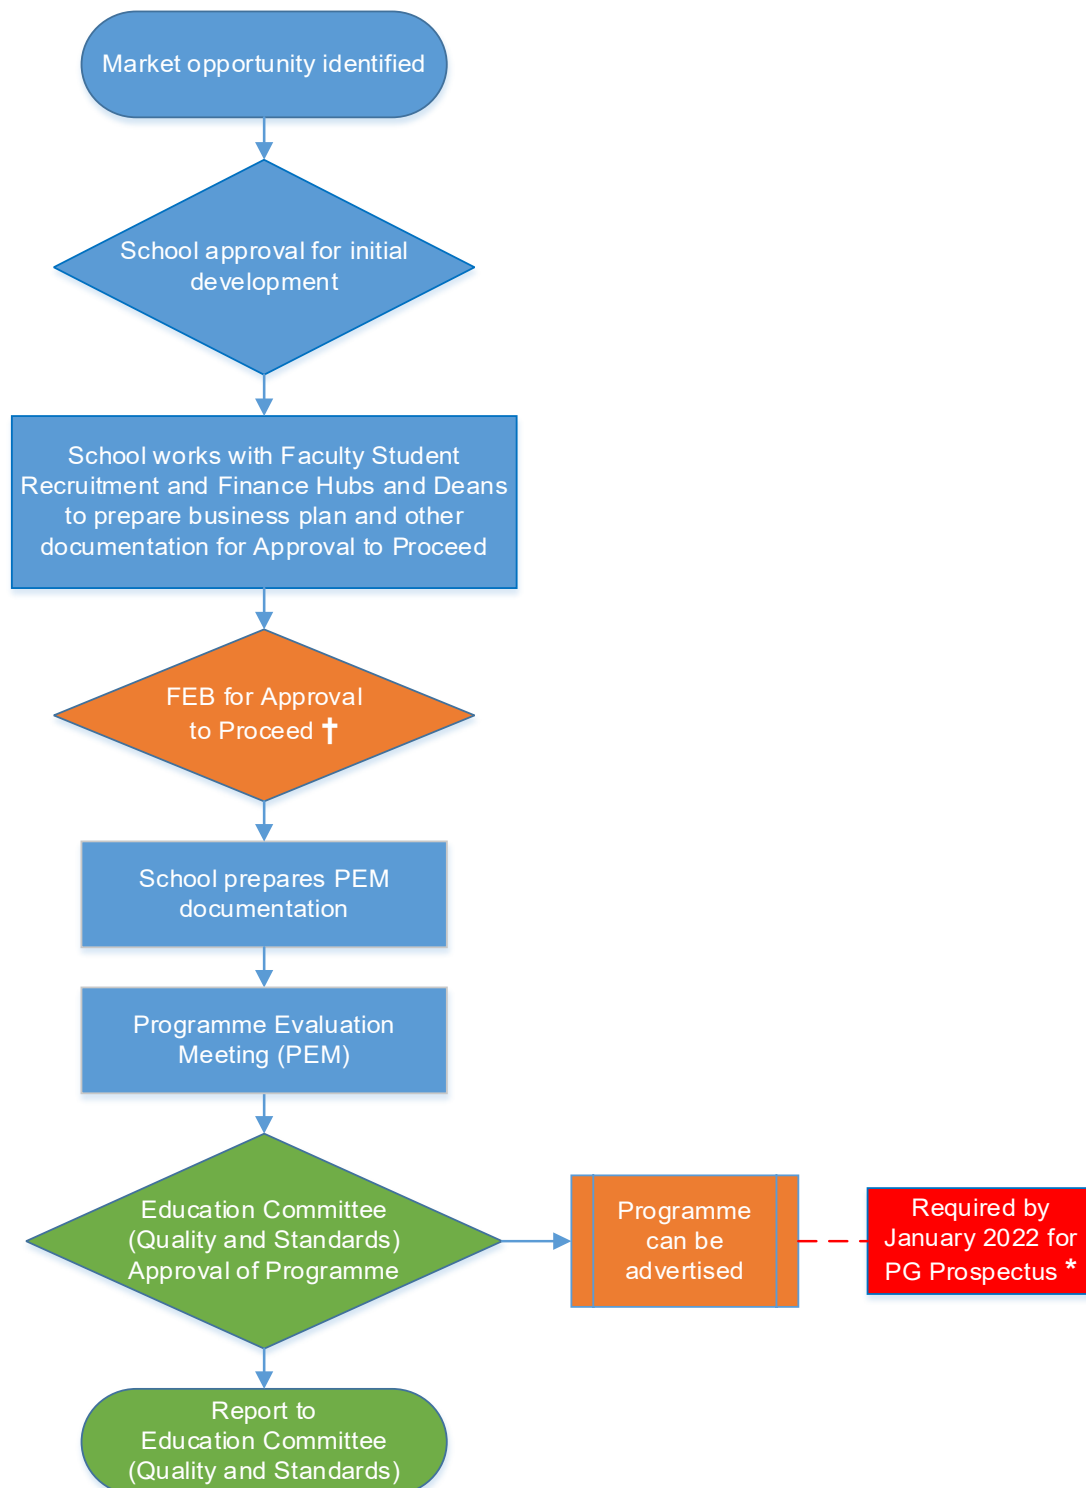 Market opportunity identified
School approval for initial
development
School works with Faculty Student
Recruitment and Finance Hubs and Deans
to prepare business plan and other
documentation for Approval to Proceed
FEB for Approval
to Proceed †
School prepares PEM
documentation
Programme Evaluation
Meeting (PEM)
Education Committee
(Quality and Standards)
Approval of Programme
Programme
can be
advertised
Required by
January 2022 for
PG Prospectus *
Report to
Education Committee
(Quality and Standards)